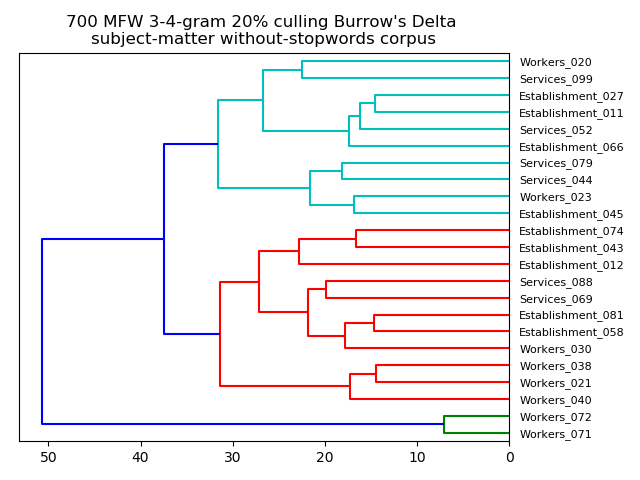 700 MFW 3-4-gram 20% culling Burrow's Delta
subject-matter without-stopwords corpus
Workers_020
Services_099
Establishment_027
Establishment_011
Services_052
Establishment_066
Services_079
Services_044
Workers_023
Establishment_045
Establishment_074
Establishment_043
Establishment_012
Services_088
Services_069
Establishment_081
Establishment_058
Workers_030
Workers_038
Workers_021
Workers_040
Workers_072
Workers_071
50 40 30 20 10 0